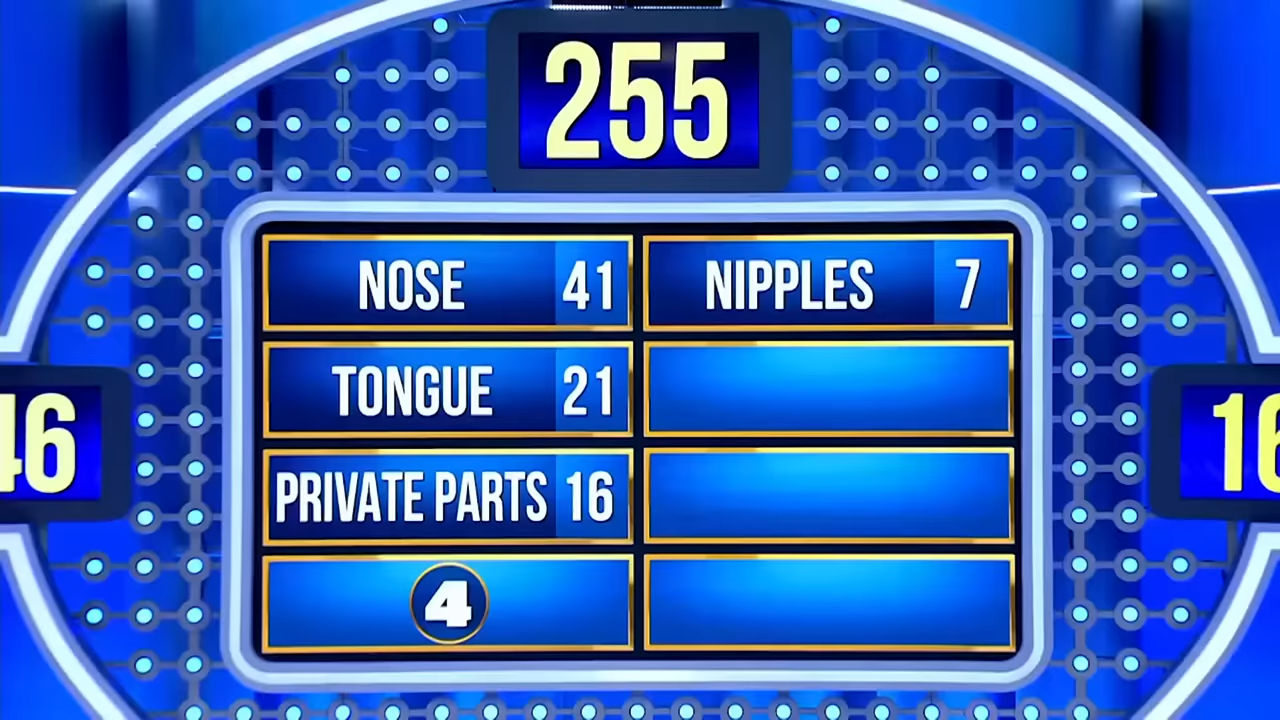 255
NOSE 41
TONGUE 21
PRIVATE PARTS 16
4
NIPPLES 7
46
16